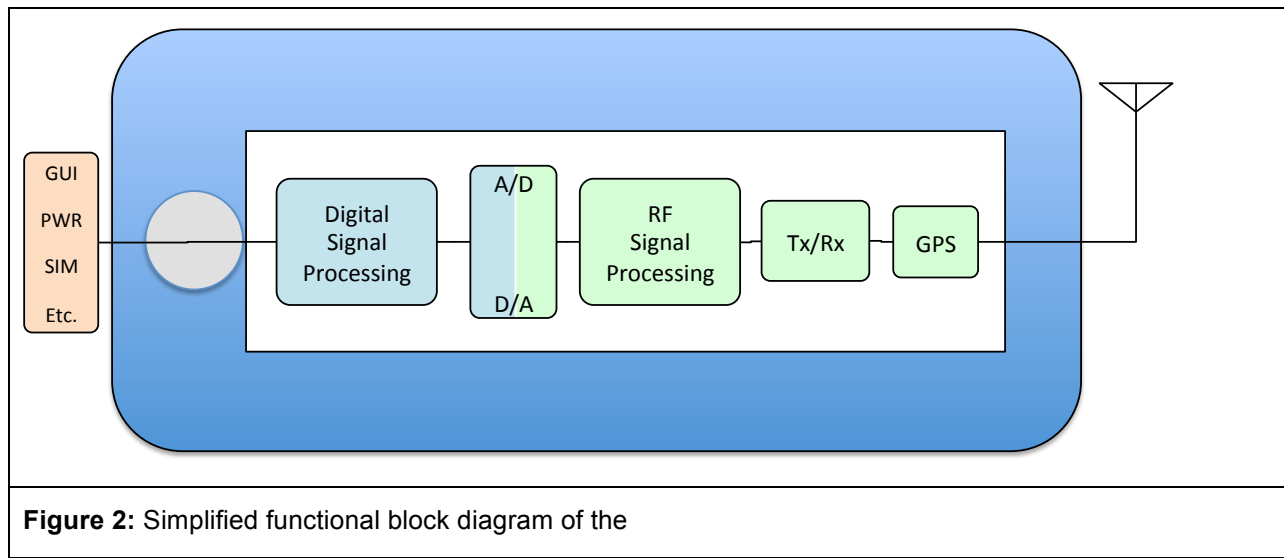 GUI
PWR
SIM
Etc.
Digital
Signal
Processing
A/D
D/A
RF
Signal
Processing
Tx/Rx
GPS
Figure 2: Simplified functional block diagram of the